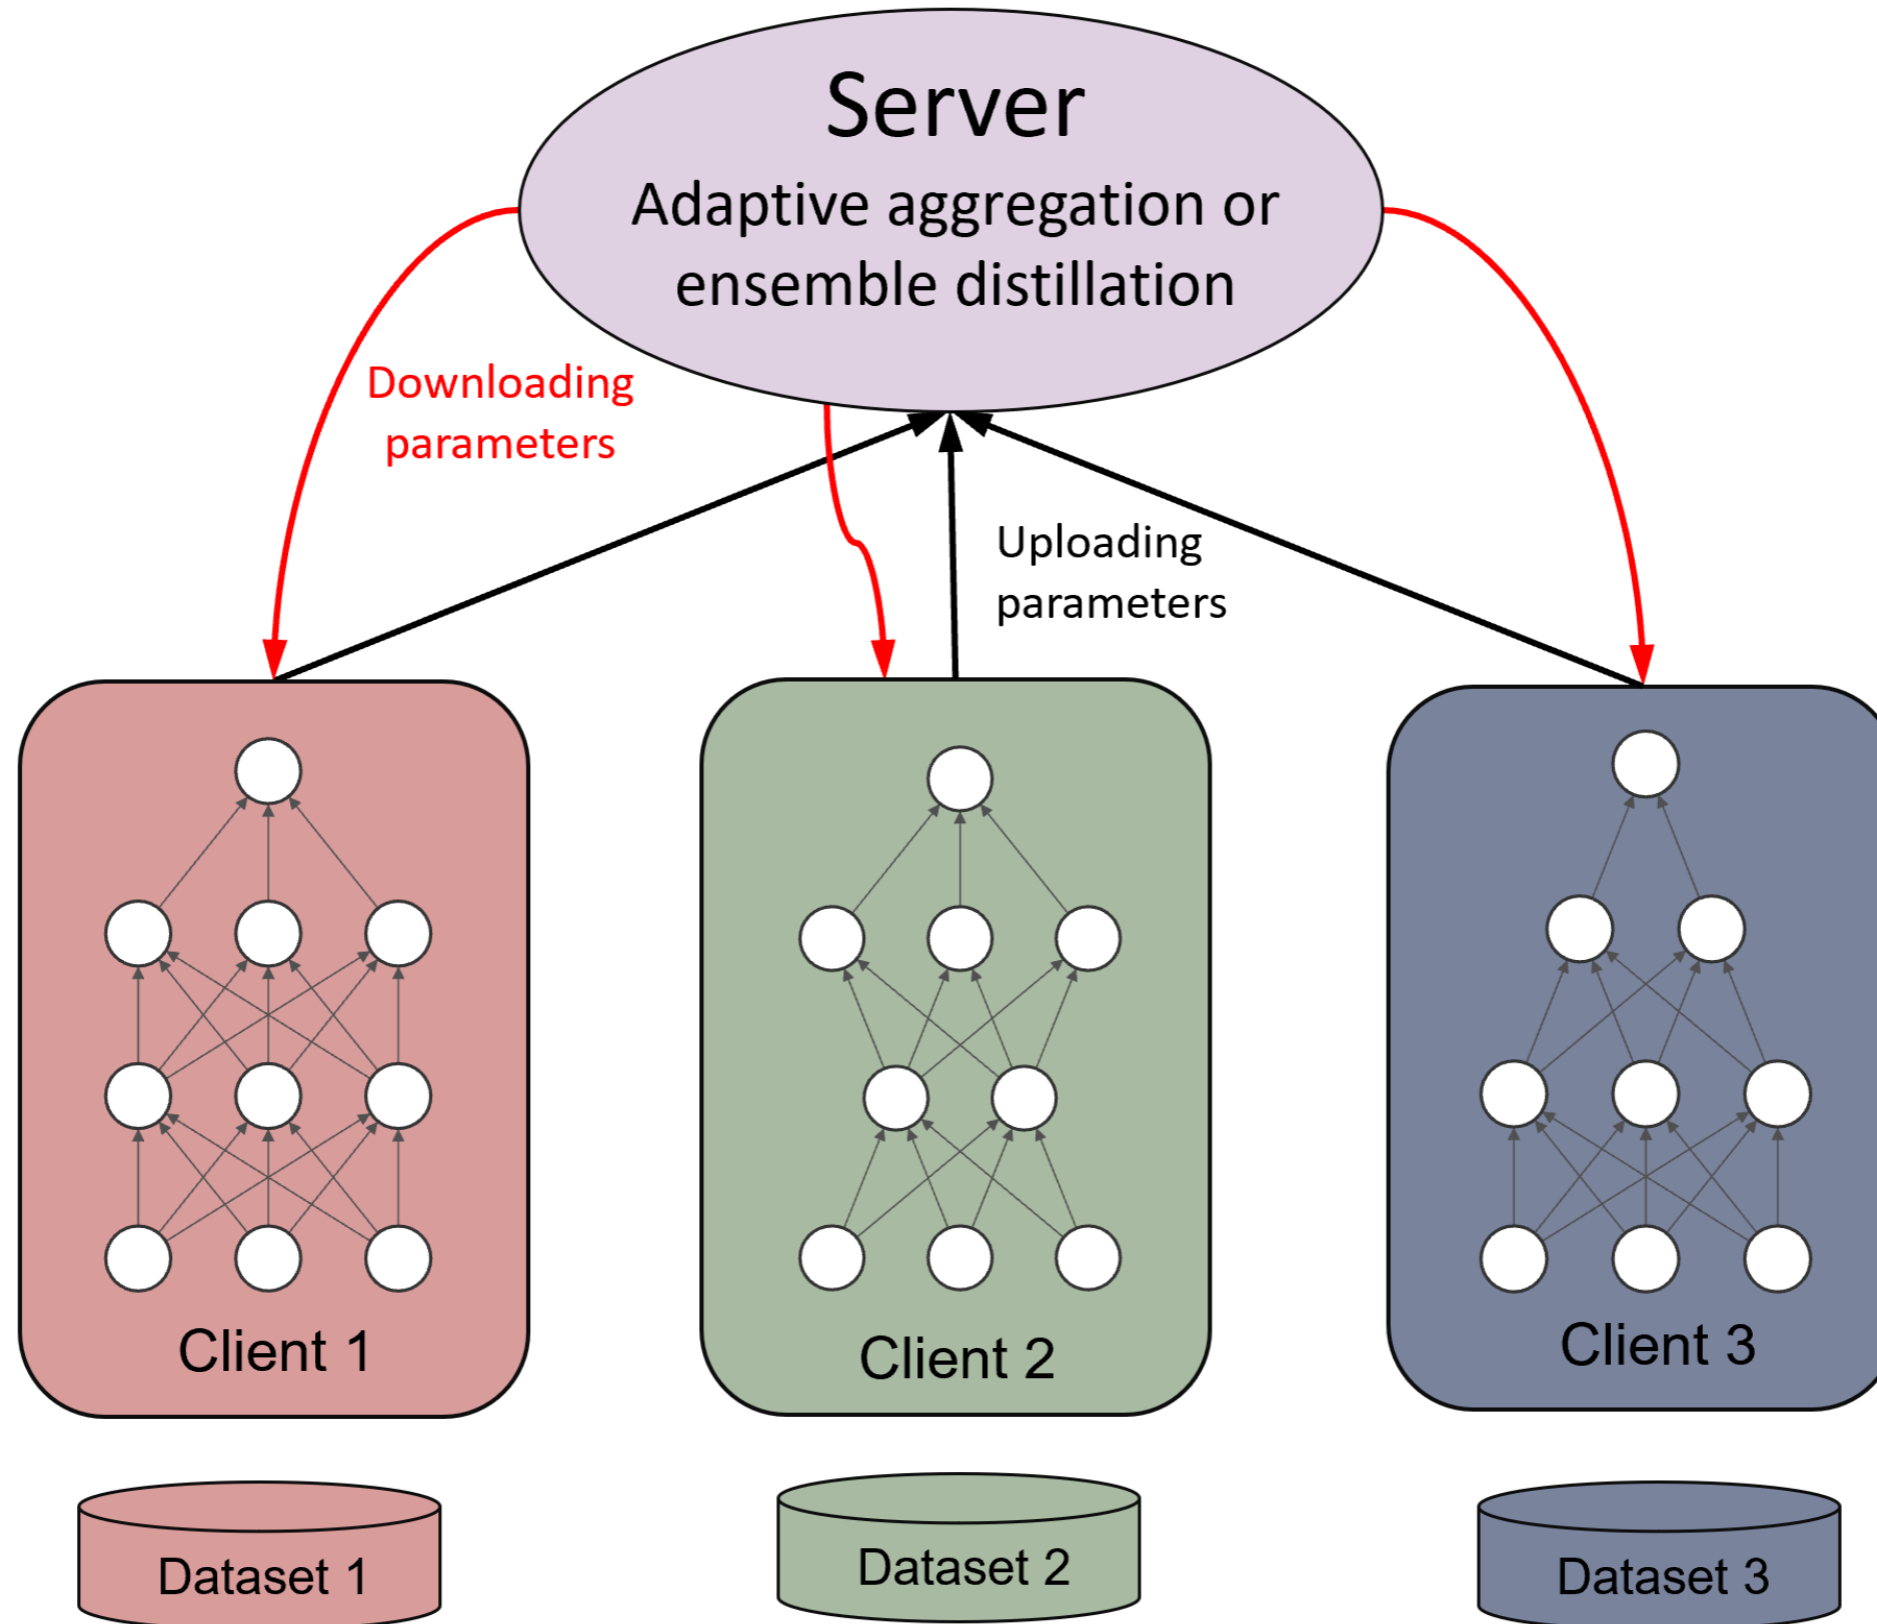 Server
Adaptive aggregation or
ensemble distillation
Downloading
parameters
Uploading
parameters
Client 1
Client 2
Client 3
Dataset 1
Dataset 2
Dataset 3